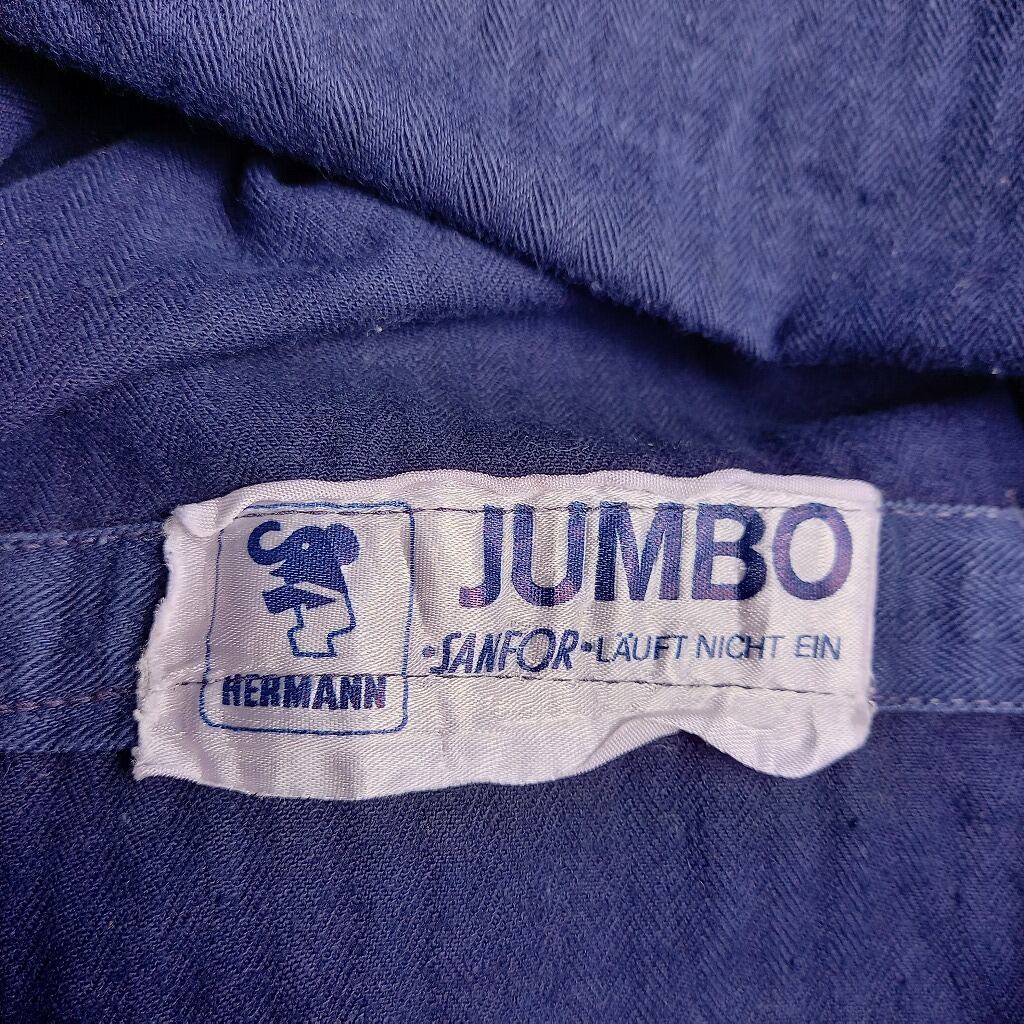 JUMBO
•SANFOR•LÄUFT NICHT EIN
HERMANN